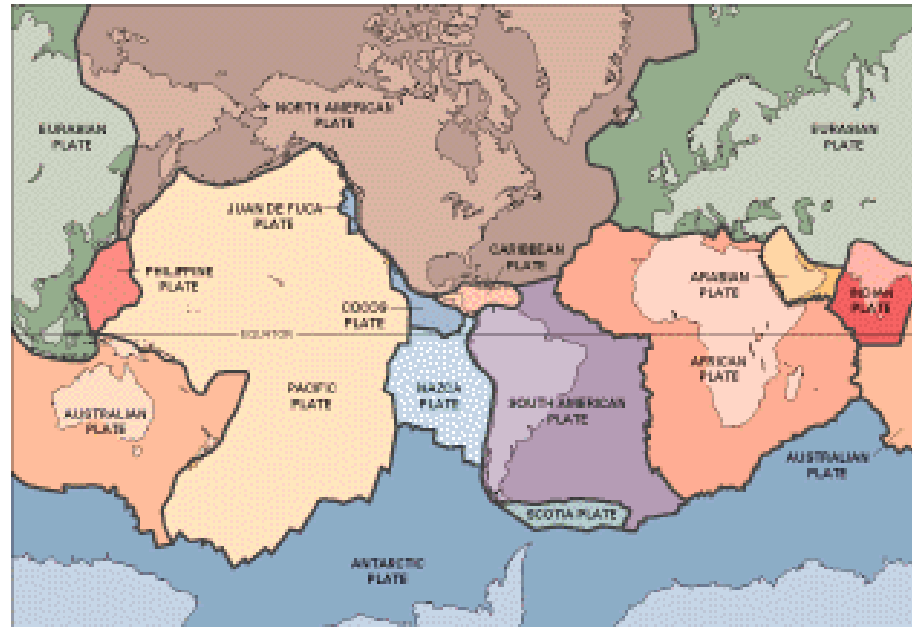 NORTH AMERICAN
PLATE
EURASIAN
PLATE
EURASIAN
PLATE
JUAN DE FUCA
PLATE
CARIBBEAN
PLATE
PHILIPPINE
PLATE
ARABIAN
PLATE
INDIAN
PLATE
COCOS
PLATE
EQUATOR
AFRICAN
PLATE
PACIFIC
PLATE
NAZCA
PLATE
SOUTH AMERICAN
PLATE
AUSTRALIAN
PLATE
AUSTRALIAN
PLATE
SCOTIA PLATE
ANTARCTIC
PLATE